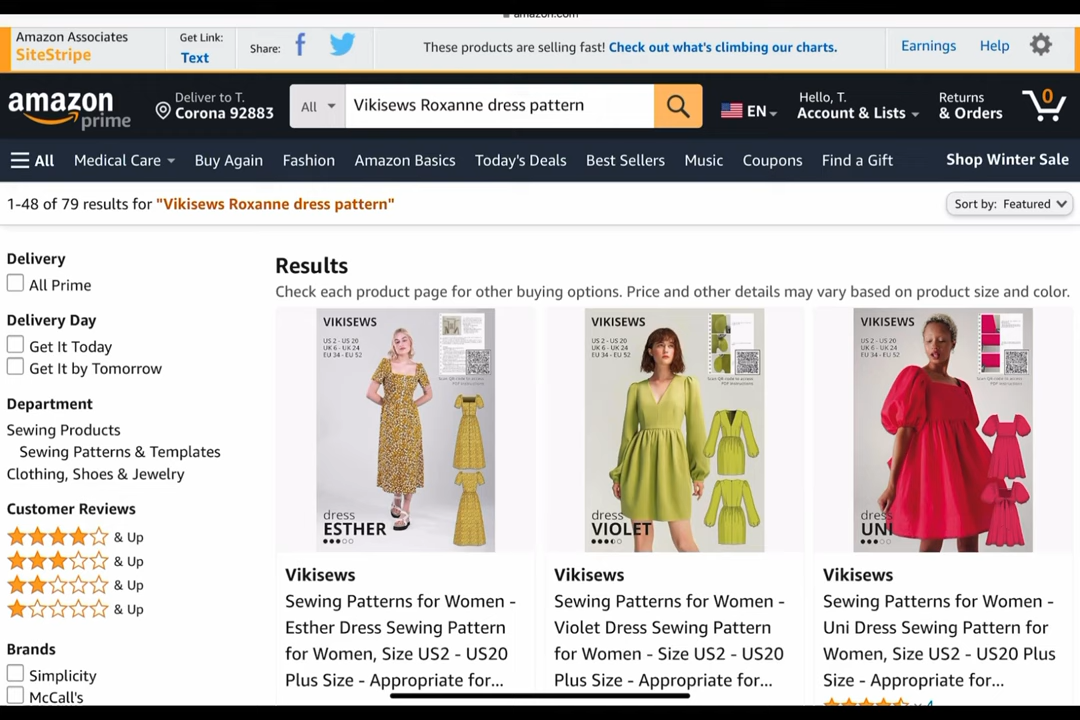 amazon.com
Amazon Associates
SiteStripe
Get Link:
Text
Share:
These products are selling fast! Check out what's climbing our charts.
Earnings
Help
amazon
prime
Deliver to T.
Corona 92883
All
Vikisews Roxanne dress pattern
EN
Hello, T.
Account & Lists
Returns
& Orders
0
All
Medical Care
Buy Again
Fashion
Amazon Basics
Today's Deals
Best Sellers
Music
Coupons
Find a Gift
Shop Winter Sale
1-48 of 79 results for "Vikisews Roxanne dress pattern"
Sort by: Featured
Delivery
All Prime
Delivery Day
Get It Today
Get It by Tomorrow
Department
Sewing Products
Sewing Patterns & Templates
Clothing, Shoes & Jewelry
Customer Reviews
& Up
& Up
& Up
& Up
Brands
Simplicity
McCall's
Results
Check each product page for other buying options. Price and other details may vary based on product size and color.
VIKISEWS
US 2 - US 20
UK 6 - UK 24
EU 34 - EU 52
dress
ESTHER
Vikisews
Sewing Patterns for Women -
Esther Dress Sewing Pattern
for Women, Size US2 - US20
Plus Size - Appropriate for...
VIKISEWS
US 2 - US 20
UK 6 - UK 24
EU 34 - EU 52
dress
VIOLET
Vikisews
Sewing Patterns for Women -
Violet Dress Sewing Pattern
for Women - Size US2 - US20
Plus Size - Appropriate for...
VIKISEWS
US 2 - US 20
UK 6 - UK 24
EU 34 - EU 52
dress
UNI
Vikisews
Sewing Patterns for Women -
Uni Dress Sewing Pattern for
Women, Size US2 - US20 Plus
Size - Appropriate for...